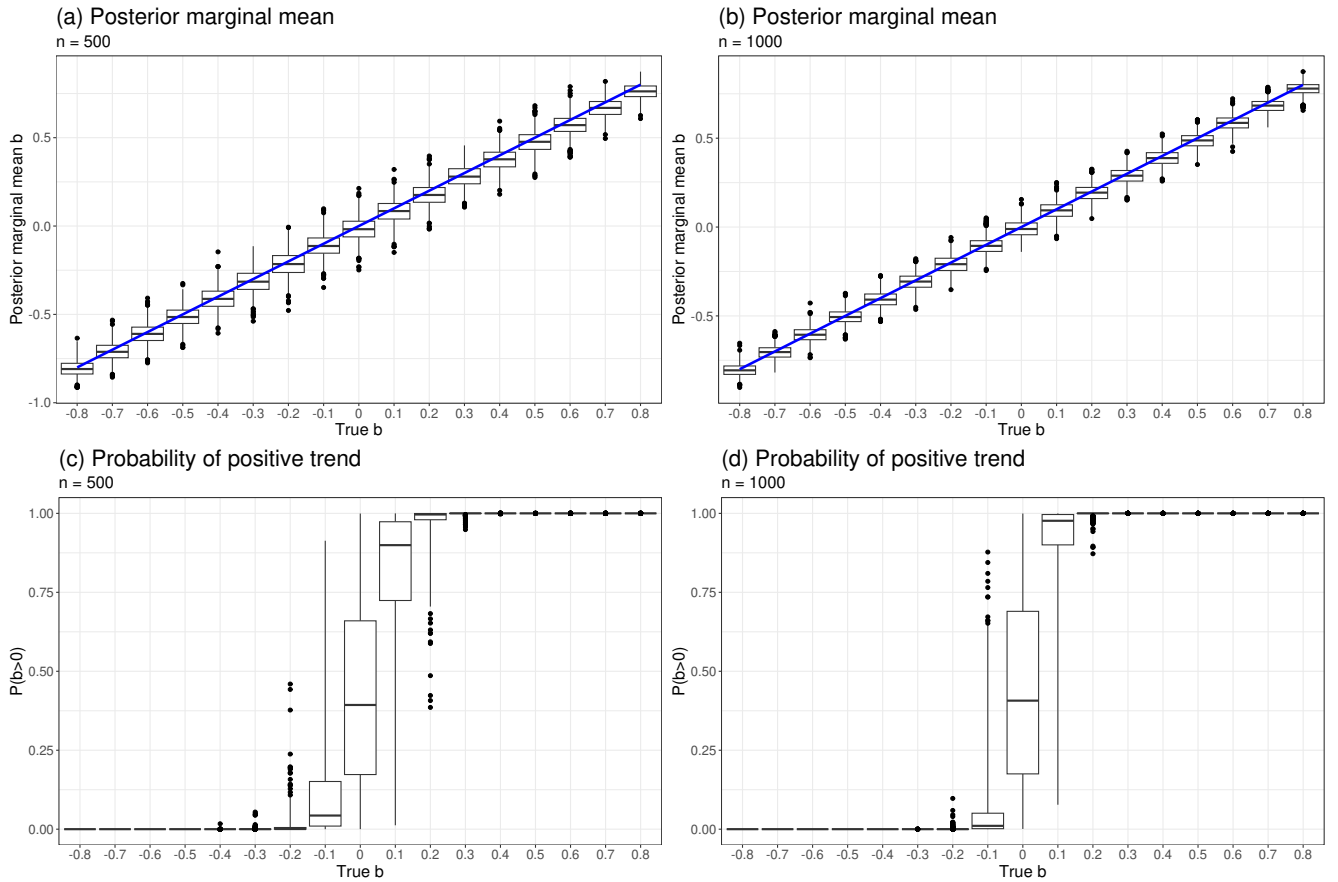 (a) Posterior marginal mean
n = 500
Posterior marginal mean b
0.5
0.0
-0.5
-1.0
-0.8 -0.7 -0.6 -0.5 -0.4 -0.3 -0.2 -0.1 0 0.1 0.2 0.3 0.4 0.5 0.6 0.7 0.8
True b
(b) Posterior marginal mean
n = 1000
Posterior marginal mean b
0.5
0.0
-0.5
-0.8 -0.7 -0.6 -0.5 -0.4 -0.3 -0.2 -0.1 0 0.1 0.2 0.3 0.4 0.5 0.6 0.7 0.8
True b
(c) Probability of positive trend
n = 500
P(b>0)
1.00
0.75
0.50
0.25
0.00
-0.8 -0.7 -0.6 -0.5 -0.4 -0.3 -0.2 -0.1 0 0.1 0.2 0.3 0.4 0.5 0.6 0.7 0.8
True b
(d) Probability of positive trend
n = 1000
P(b>0)
1.00
0.75
0.50
0.25
0.00
-0.8 -0.7 -0.6 -0.5 -0.4 -0.3 -0.2 -0.1 0 0.1 0.2 0.3 0.4 0.5 0.6 0.7 0.8
True b